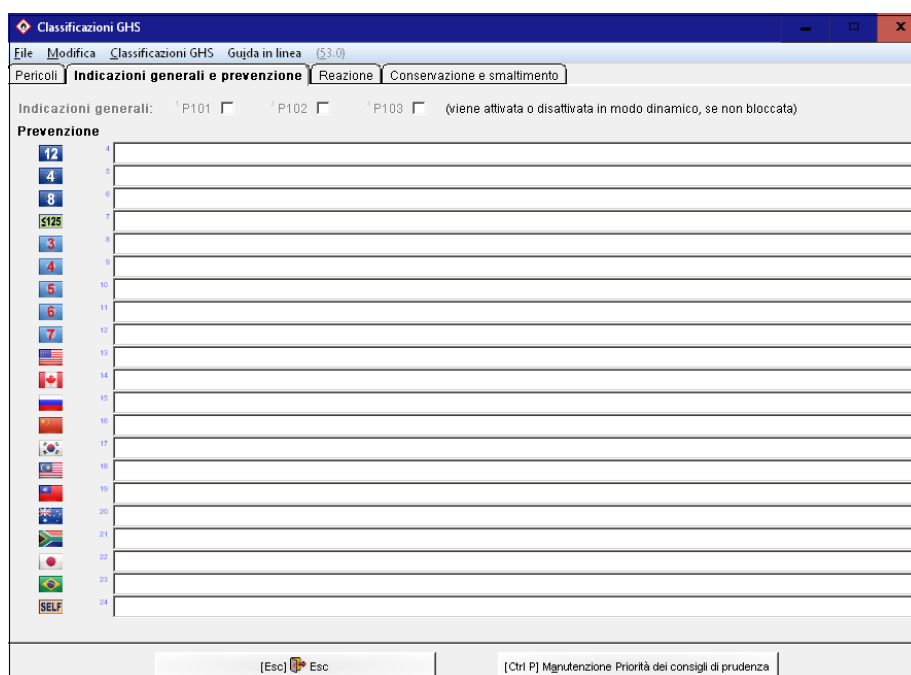 Classificazioni GHS
File Modifica Classificazioni GHS Guida in linea (53.0)
Pericoli Indicazioni generali e prevenzione Reazione Conservazione e smaltimento
Indicazioni generali: 1 P101 2 P102 3 P103 (viene attivata o disattivata in modo dinamico, se non bloccata)
Prevenzione
12 4
4 5
8 6
≤125 7
3 8
4 9
5 10
6 11
7 12
13
14
15
16
17
18
19
20
21
22
23
SELF 24
[Esc] Esc [Ctrl P] Manutenzione Priorità dei consigli di prudenza